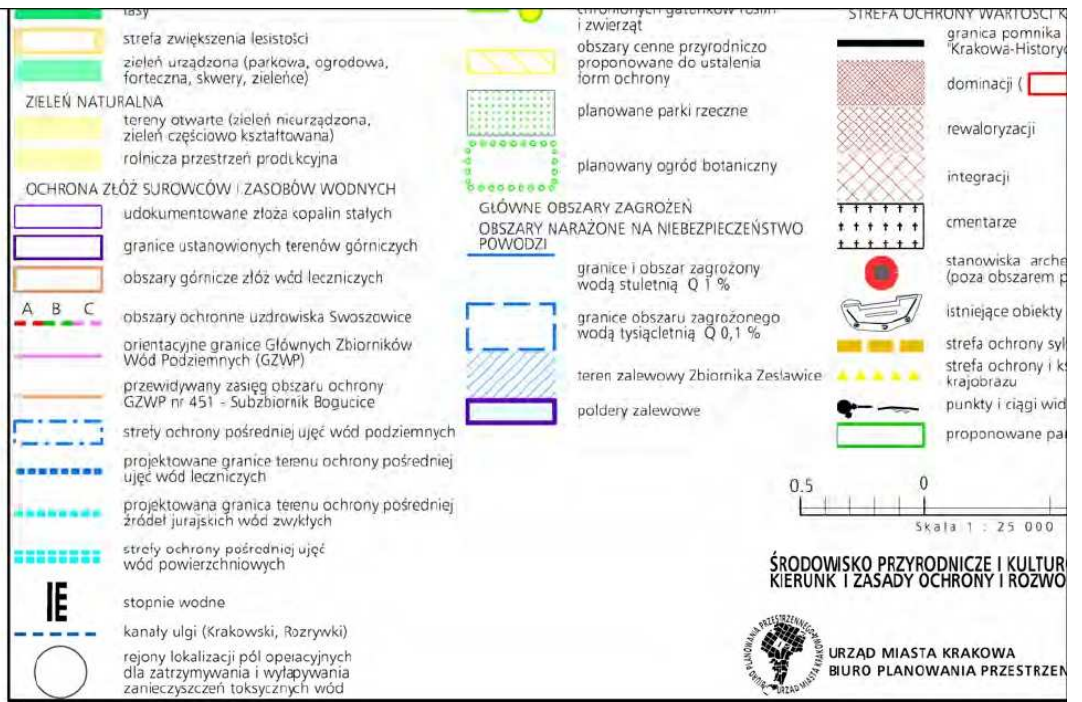 lasy
strefa zwiększenia lesistości
zieleń urządzona (parkowa, ogrodowa,
forteczna, skwery, zieleńce)
ZIELEŃ NATURALNA
tereny otwarte (zieleń nieurządzona,
zieleń częściowo kształtowana)
rolnicza przestrzeń produkcyjna
OCHRONA ZŁÓŻ SUROWCÓW I ZASOBÓW WODNYCH
udokumentowane złoża kopalin stałych
granice ustanowionych terenów górniczych
obszary górnicze złóż wód leczniczych
A B C
obszary ochronne uzdrowiska Swoszowice
orientacyjne granice Głównych Zbiorników
Wód Podziemnych (GZWP)
przewidywany zasięg obszaru ochrony
GZWP nr 451 - Subzbiornik Bogucice
strefy ochrony pośredniej ujęć wód podziemnych
projektowane granice terenu ochrony pośredniej
ujęć wód leczniczych
projektowana granica terenu ochrony pośredniej
źródeł jurajskich wód zwykłych
strefy ochrony pośredniej ujęć
wód powierzchniowych
stopnie wodne
kanały ulgi (Krakowski, Rozrywki)
rejony lokalizacji pól operacyjnych
dla zatrzymywania i wyłapywania
zanieczyszczeń toksycznych wód
chronionych gatunków roślin
i zwierząt
obszary cenne przyrodniczo
proponowane do ustalenia
form ochrony
planowane parki rzeczne
planowany ogród botaniczny
GŁÓWNE OBSZARY ZAGROŻEŃ
OBSZARY NARAŻONE NA NIEBEZPIECZEŃSTWO
POWODZI
granice i obszar zagrożony
wodą stuletnią Q 1 %
granice obszaru zagrożonego
wodą tysiącletnią Q 0,1 %
teren zalewowy Zbiornika Zesławice
poldery zalewowe
STREFA OCHRONY WARTOŚCI K
granica pomnika
"Krakowa-Historyc
dominacji (
rewaloryzacji
integracji
cmentarze
stanowiska arche
(poza obszarem p
istniejące obiekty
strefa ochrony syl
strefa ochrony i ks
krajobrazu
punkty i ciągi wid
proponowane par
0.5 0
Skala 1 : 25 000
ŚRODOWISKO PRZYRODNICZE I KULTURO
KIERUNK I ZASADY OCHRONY I ROZWO
URZĄD MIASTA KRAKOWA
BIURO PLANOWANIA PRZESTRZEN